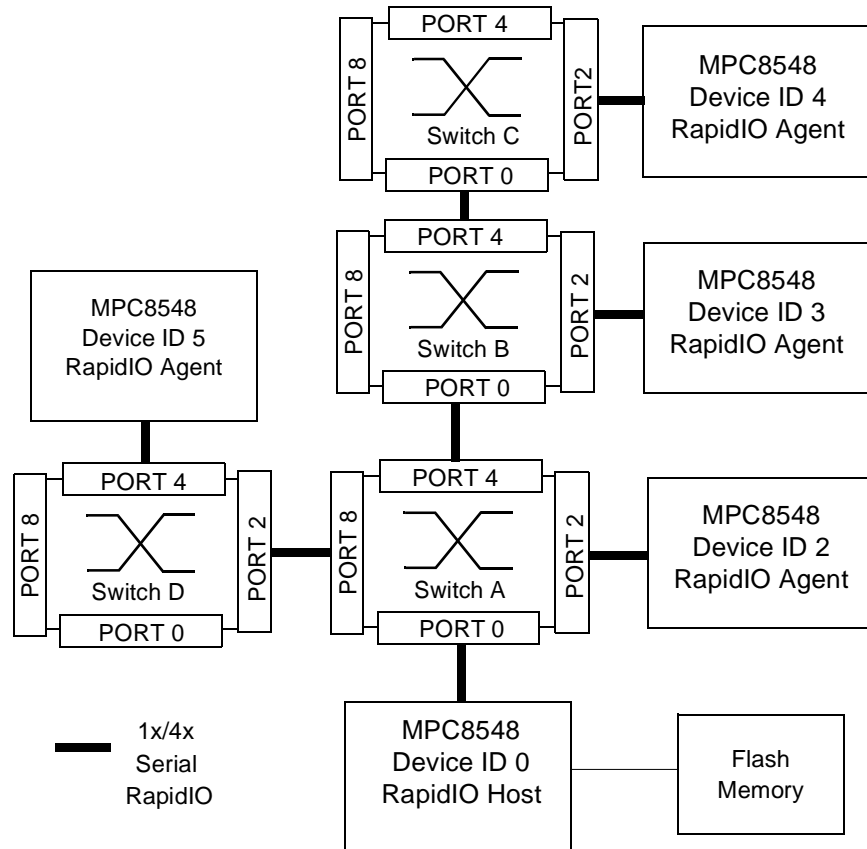 PORT 4
PORT 8
PORT2
Switch C
PORT 0
MPC8548
Device ID 4
RapidIO Agent
PORT 4
PORT 8
PORT 2
Switch B
PORT 0
MPC8548
Device ID 3
RapidIO Agent
MPC8548
Device ID 5
RapidIO Agent
PORT 4
PORT 8
PORT 2
Switch D
PORT 0
PORT 4
PORT 8
PORT 2
Switch A
PORT 0
MPC8548
Device ID 2
RapidIO Agent
1x/4x
Serial
RapidIO
MPC8548
Device ID 0
RapidIO Host
Flash
Memory